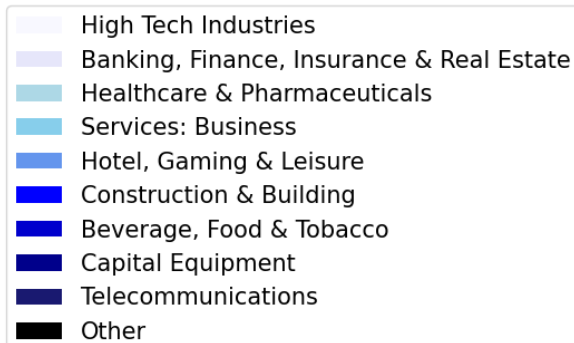 High Tech Industries
Banking, Finance, Insurance & Real Estate
Healthcare & Pharmaceuticals
Services: Business
Hotel, Gaming & Leisure
Construction & Building
Beverage, Food & Tobacco
Capital Equipment
Telecommunications
Other